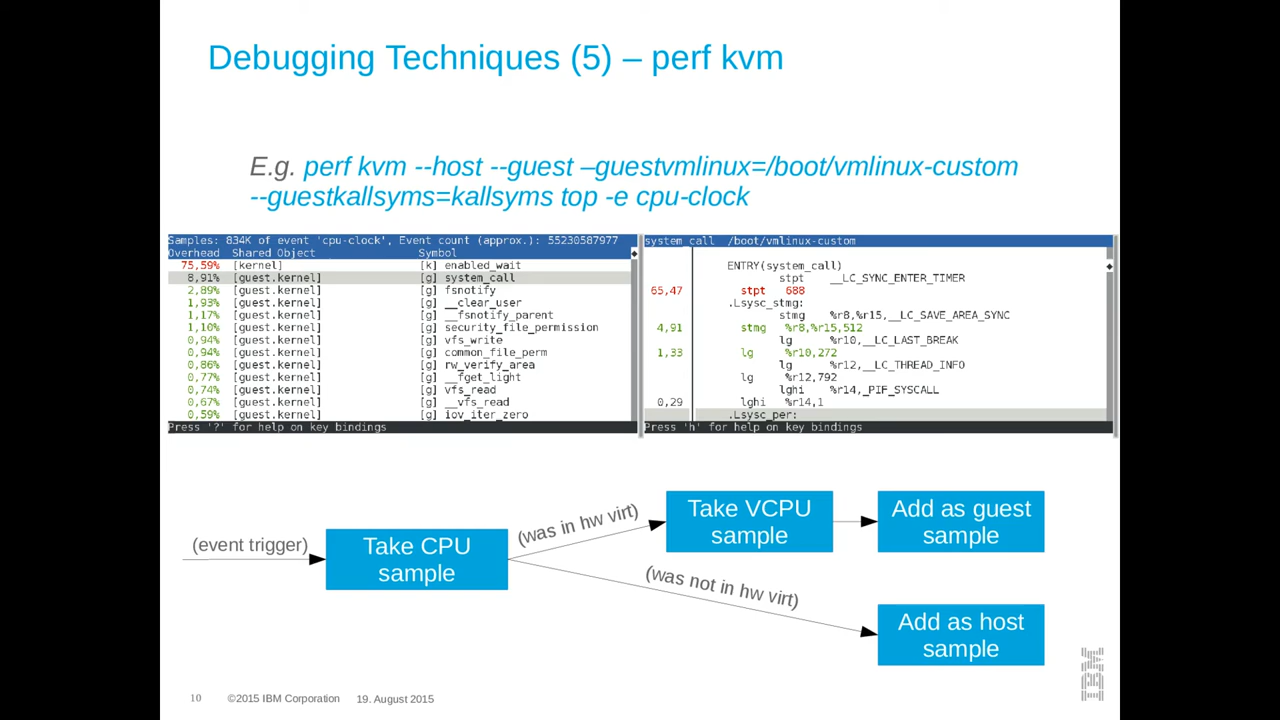 Debugging Techniques (5) – perf kvm
E.g. perf kvm --host --guest –guestvmlinux=/boot/vmlinux-custom
--guestkallsyms=kallsyms top -e cpu-clock
Samples: 834K of event 'cpu-clock', Event count (approx.): 55230587977
Overhead Shared Object Symbol
75,59% [kernel] [k] enabled_wait
8,91% [guest.kernel] [g] system_call
2,89% [guest.kernel] [g] fsnotify
1,93% [guest.kernel] [g] __clear_user
1,17% [guest.kernel] [g] __fsnotify_parent
1,10% [guest.kernel] [g] security_file_permission
0,94% [guest.kernel] [g] vfs_write
0,94% [guest.kernel] [g] common_file_perm
0,86% [guest.kernel] [g] rw_verify_area
0,77% [guest.kernel] [g] __fget_light
0,74% [guest.kernel] [g] vfs_read
0,67% [guest.kernel] [g] __vfs_read
0,59% [guest.kernel] [g] iov_iter_zero
Press '?' for help on key bindings
system_call /boot/vmlinux-custom
ENTRY(system_call)
stpt __LC_SYNC_ENTER_TIMER
65,47 stpt 688
.Lsysc_stmg:
stmg %r8,%r15,__LC_SAVE_AREA_SYNC
4,91 stmg %r8,%r15,512
lg %r10,__LC_LAST_BREAK
1,33 lg %r10,272
lg %r12,__LC_THREAD_INFO
lg %r12,792
lghi %r14,_PIF_SYSCALL
0,29 lghi %r14,1
.Lsysc_per:
Press 'h' for help on key bindings
(event trigger)
Take CPU
sample
(was in hw virt)
Take VCPU
sample
Add as guest
sample
(was not in hw virt)
Add as host
sample
IBM
10 ©2015 IBM Corporation 19. August 2015